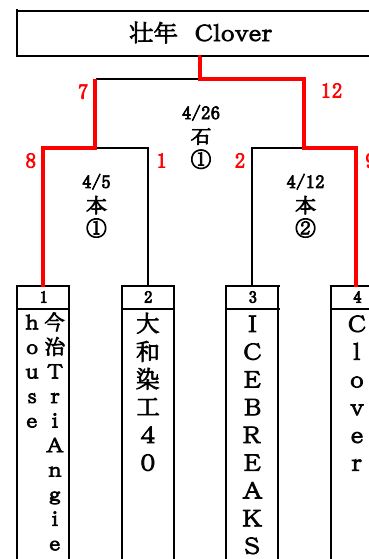 壮年 Clover
7
12
4/26
石
①
8
1
2
9
4/5
本
①
4/12
本
②
1
2
3
4
今治TriAngie
house
大和染工40
ICEBREAKS
Clover